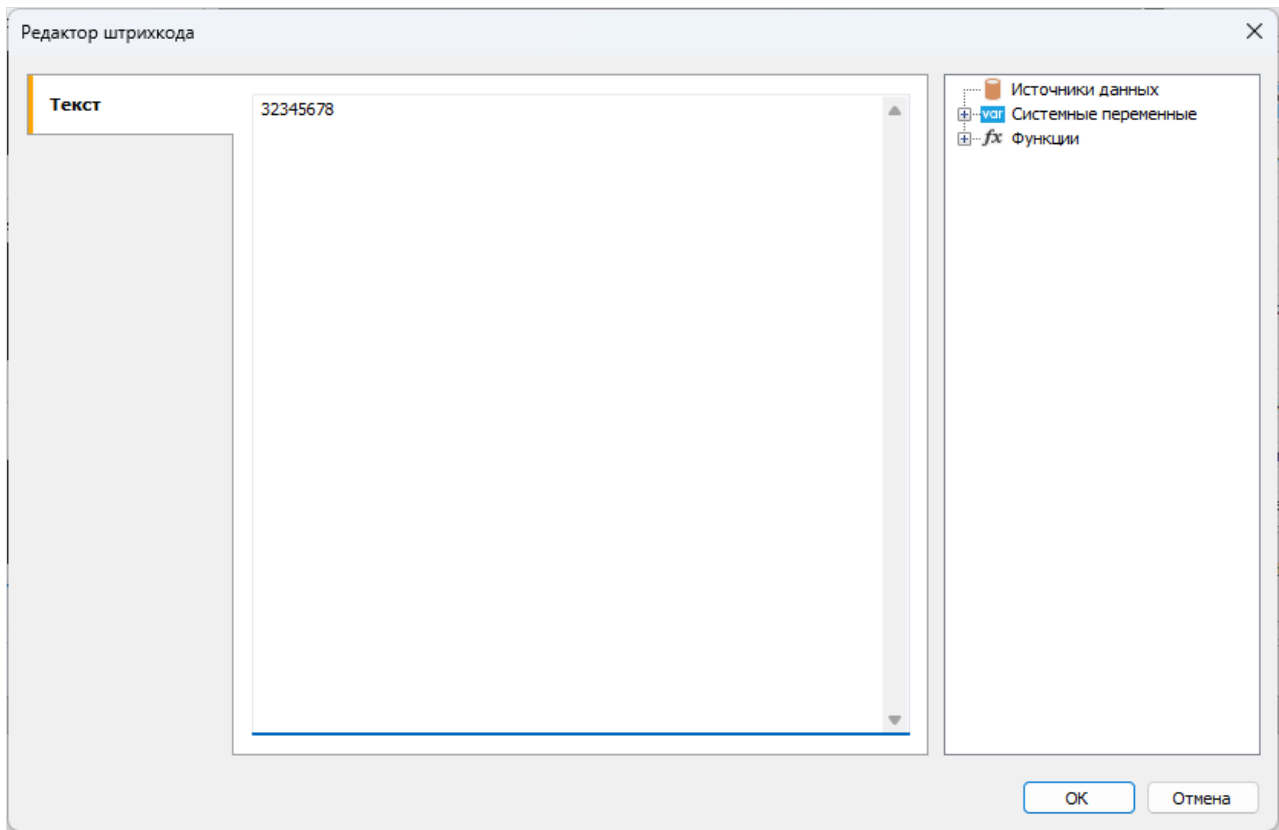 Редактор штрихкода
Текст
32345678
Источники данных
var Системные переменные
fx Функции
OK
Отмена